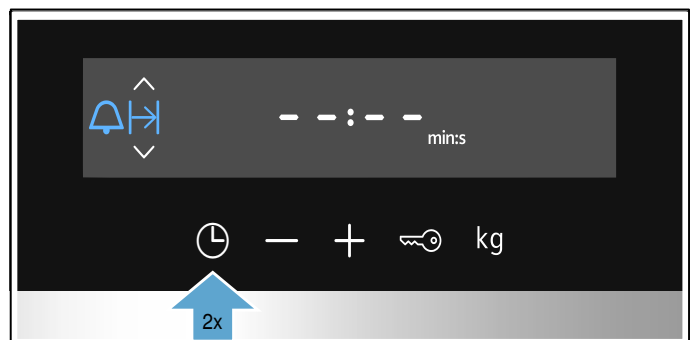 – –:– –
min:s
kg
2x